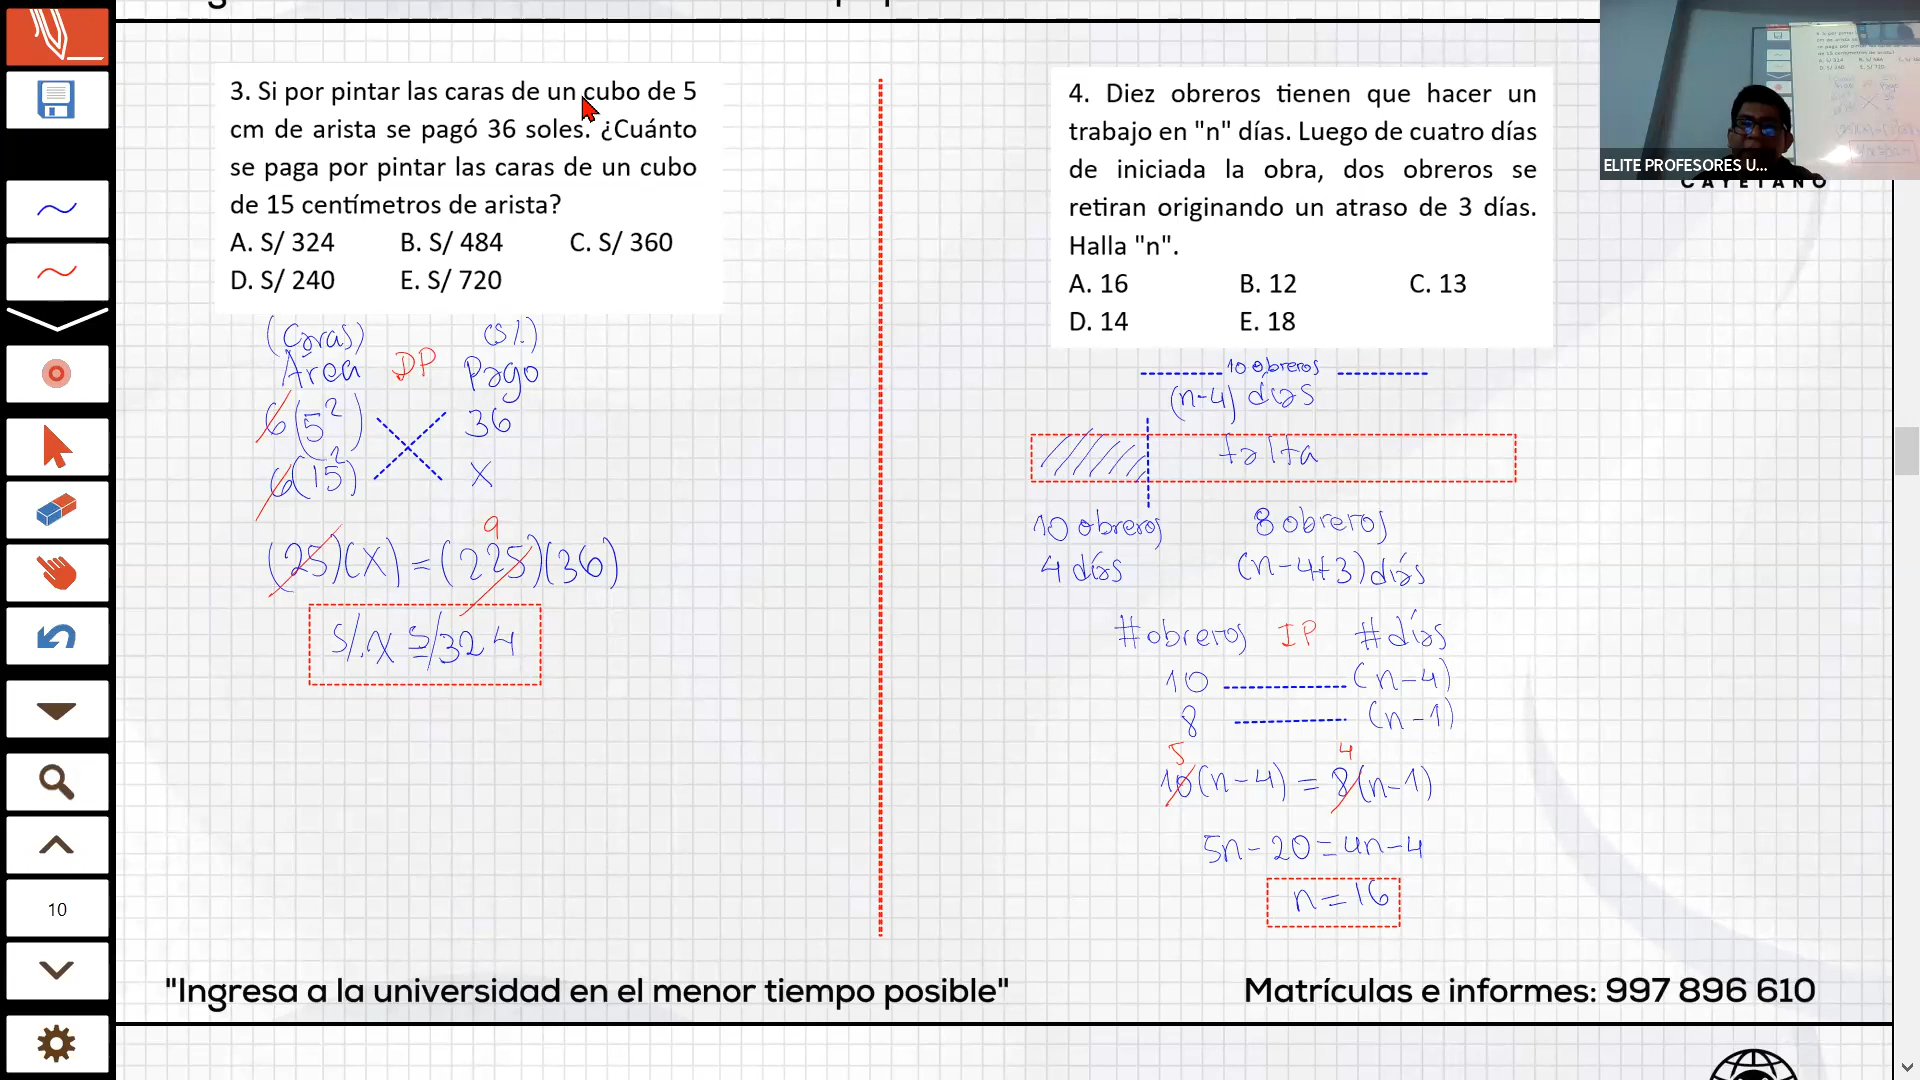 3. Si por pintar las caras de un cubo de 5
cm de arista se pagó 36 soles. ¿Cuánto
se paga por pintar las caras de un cubo
de 15 centímetros de arista?
A. S/ 324 B. S/ 484 C. S/ 360
D. S/ 240 E. S/ 720
(Caras) (S/.)
Área DP Pago
6(5²) 36
6(15²) X
9
(25)(X) = (225)(36)
S/.X = S/324
4. Diez obreros tienen que hacer un
trabajo en "n" días. Luego de cuatro días
de iniciada la obra, dos obreros se
retiran originando un atraso de 3 días.
Halla "n".
A. 16 B. 12 C. 13
D. 14 E. 18
10 obreros
(n-4) días
falta
10 obreros 8 obreros
4 días (n-4+3) días
#obreros IP #días
10 (n-4)
8 (n-1)
5 4
10(n-4) = 8(n-1)
5n-20=4n-4
n=16
ELITE PROFESORES U...
CAYETANO
10
"Ingresa a la universidad en el menor tiempo posible" Matrículas e informes: 997 896 610